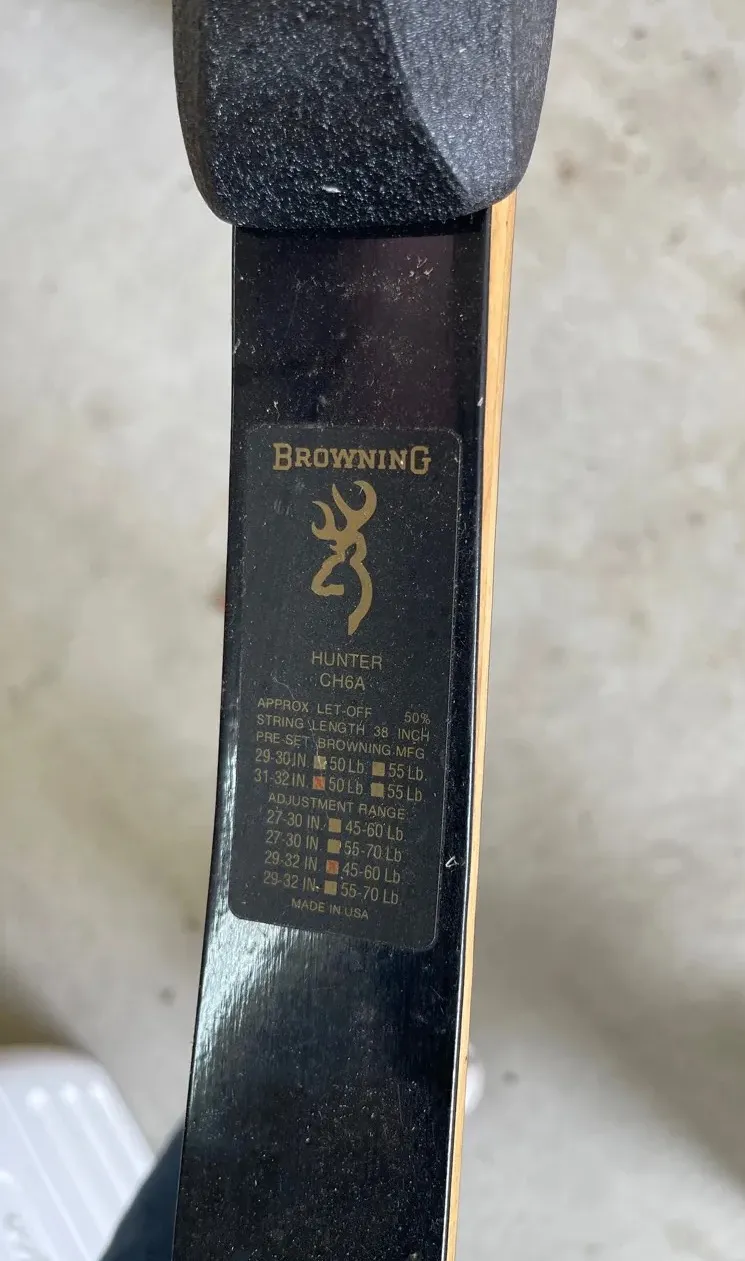 BROWNING
HUNTER
CH6A
APPROX LET-OFF 50%
STRING LENGTH 38 INCH
PRE-SET BROWNING MFG
29-30 IN. 50 Lb. 55 Lb.
31-32 IN. 50 Lb. 55 Lb.
ADJUSTMENT RANGE
27-30 IN. 45-60 Lb
27-30 IN. 55-70 Lb
29-32 IN 45-60 Lb
29-32 IN. 55-70 Lb
MADE IN USA